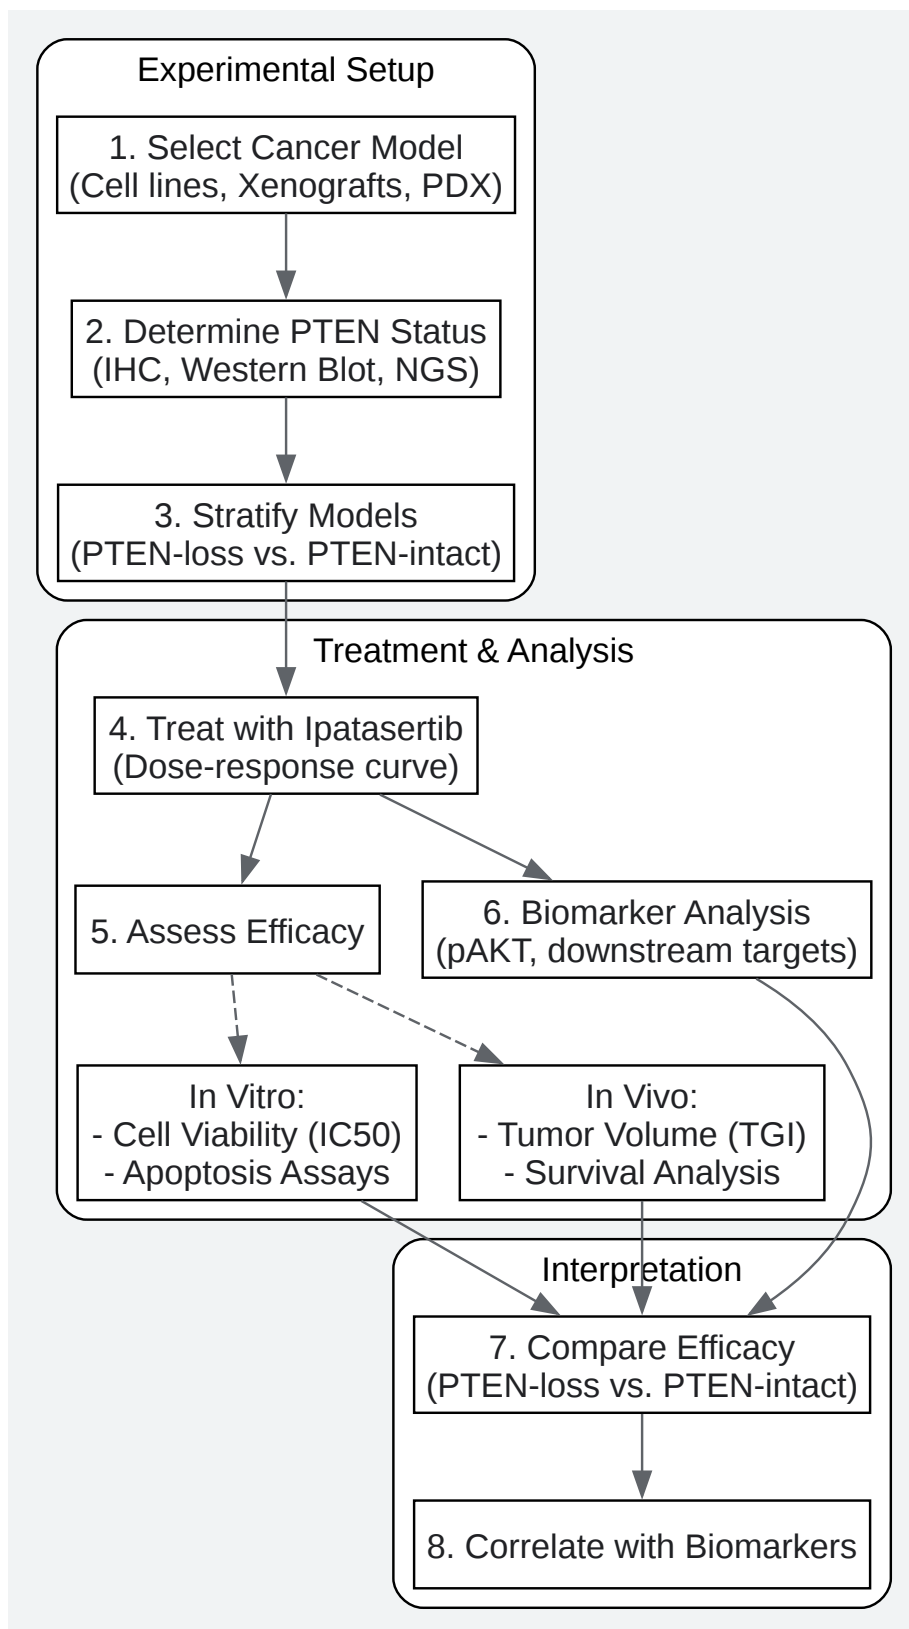 Experimental Setup
1. Select Cancer Model
(Cell lines, Xenografts, PDX)
2. Determine PTEN Status
(IHC, Western Blot, NGS)
3. Stratify Models
(PTEN-loss vs. PTEN-intact)
Treatment & Analysis
4. Treat with Ipatasertib
(Dose-response curve)
5. Assess Efficacy
6. Biomarker Analysis
(pAKT, downstream targets)
In Vitro:
- Cell Viability (IC50)
- Apoptosis Assays
In Vivo:
- Tumor Volume (TGI)
- Survival Analysis
Interpretation
7. Compare Efficacy
(PTEN-loss vs. PTEN-intact)
8. Correlate with Biomarkers